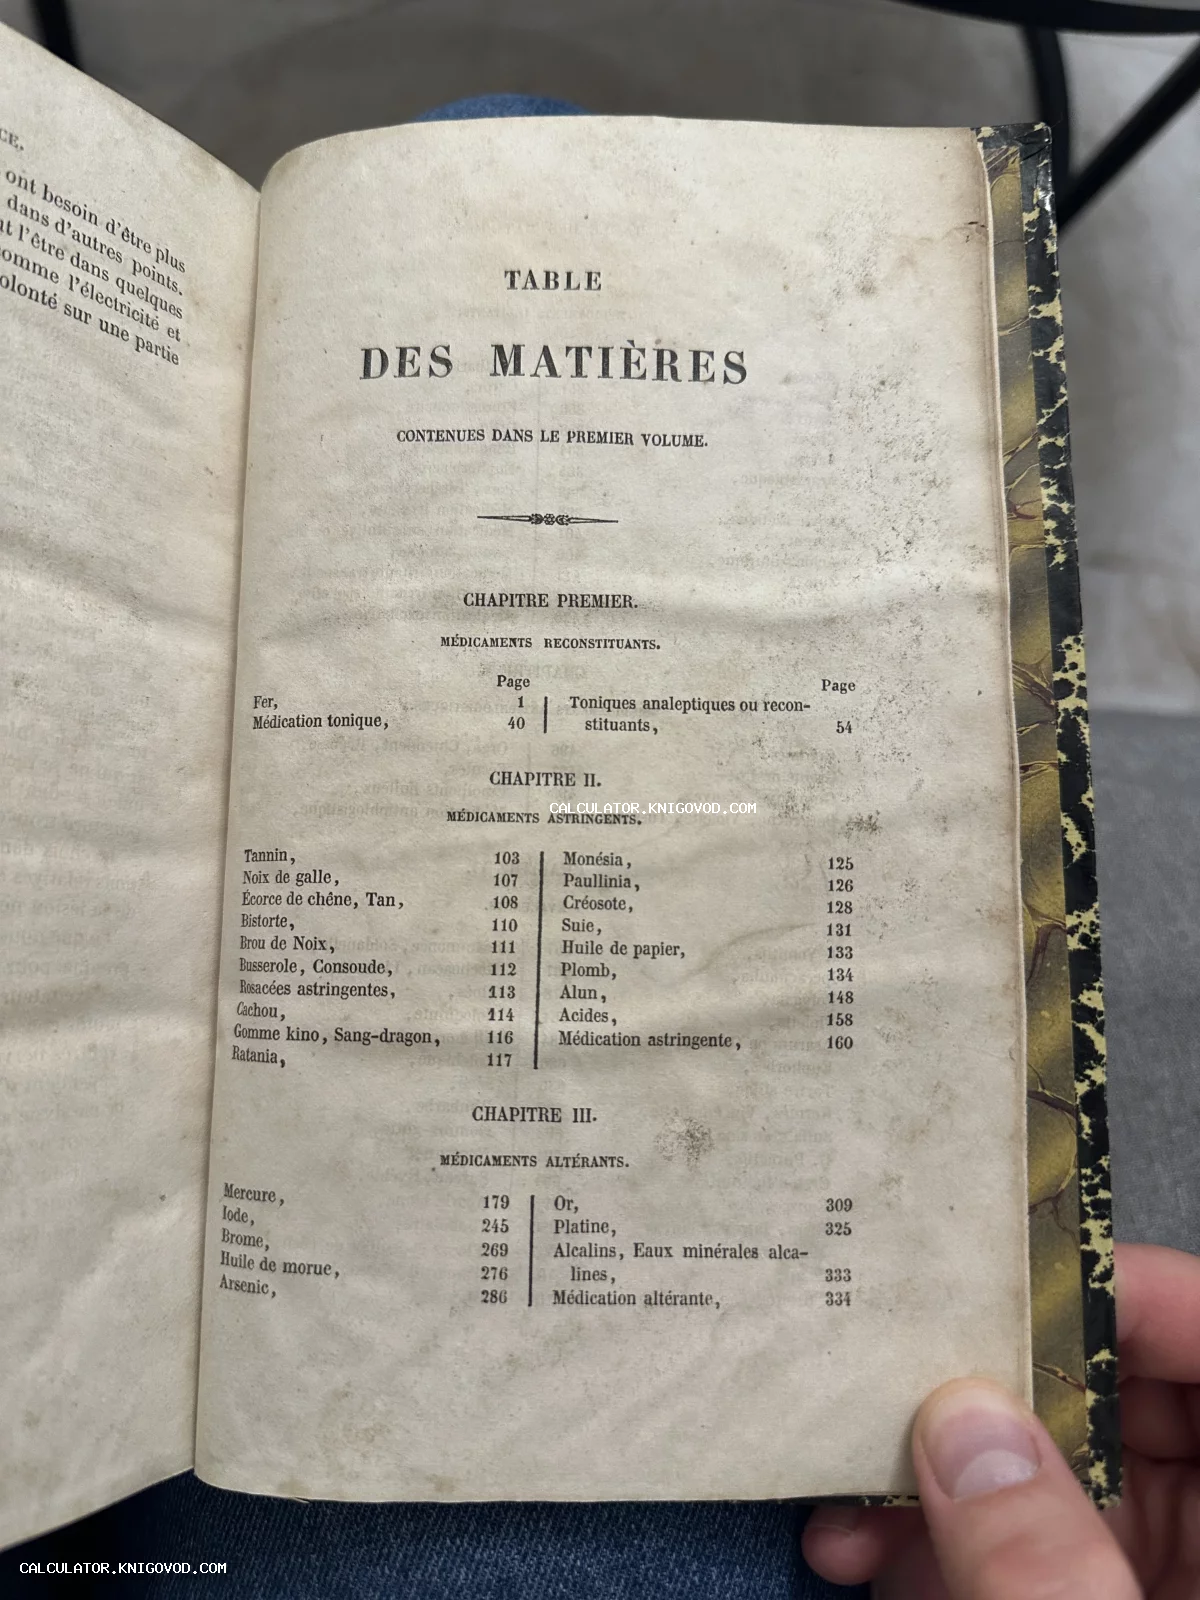 CE.
ont besoin d'être plus
dans d'autres points.
l'être dans quelques
comme l'électricité et
volonté sur une partie
TABLE
DES MATIÈRES
CONTENUES DANS LE PREMIER VOLUME.
CHAPITRE PREMIER.
MÉDICAMENTS RECONSTITUANTS.
Page
Fer, 1
Médication tonique, 40
Page
Toniques analeptiques ou recon-
stituants, 54
CHAPITRE II.
CALCULATOR.KNIGOVOD.COM
MÉDICAMENTS ASTRINGENTS.
Tannin, 103
Noix de galle, 107
Écorce de chêne, Tan, 108
Bistorte, 110
Brou de Noix, 111
Busserole, Consoude, 112
Rosacées astringentes, 113
Cachou, 114
Gomme kino, Sang-dragon, 116
Ratania, 117
Monésia, 125
Paullinia, 126
Créosote, 128
Suie, 131
Huile de papier, 133
Plomb, 134
Alun, 148
Acides, 158
Médication astringente, 160
CHAPITRE III.
MÉDICAMENTS ALTÉRANTS.
Mercure, 179
Iode, 245
Brome, 269
Huile de morue, 276
Arsenic, 286
Or, 309
Platine, 325
Alcalins, Eaux minérales alca-
lines, 333
Médication altérante, 334
CALCULATOR.KNIGOVOD.COM